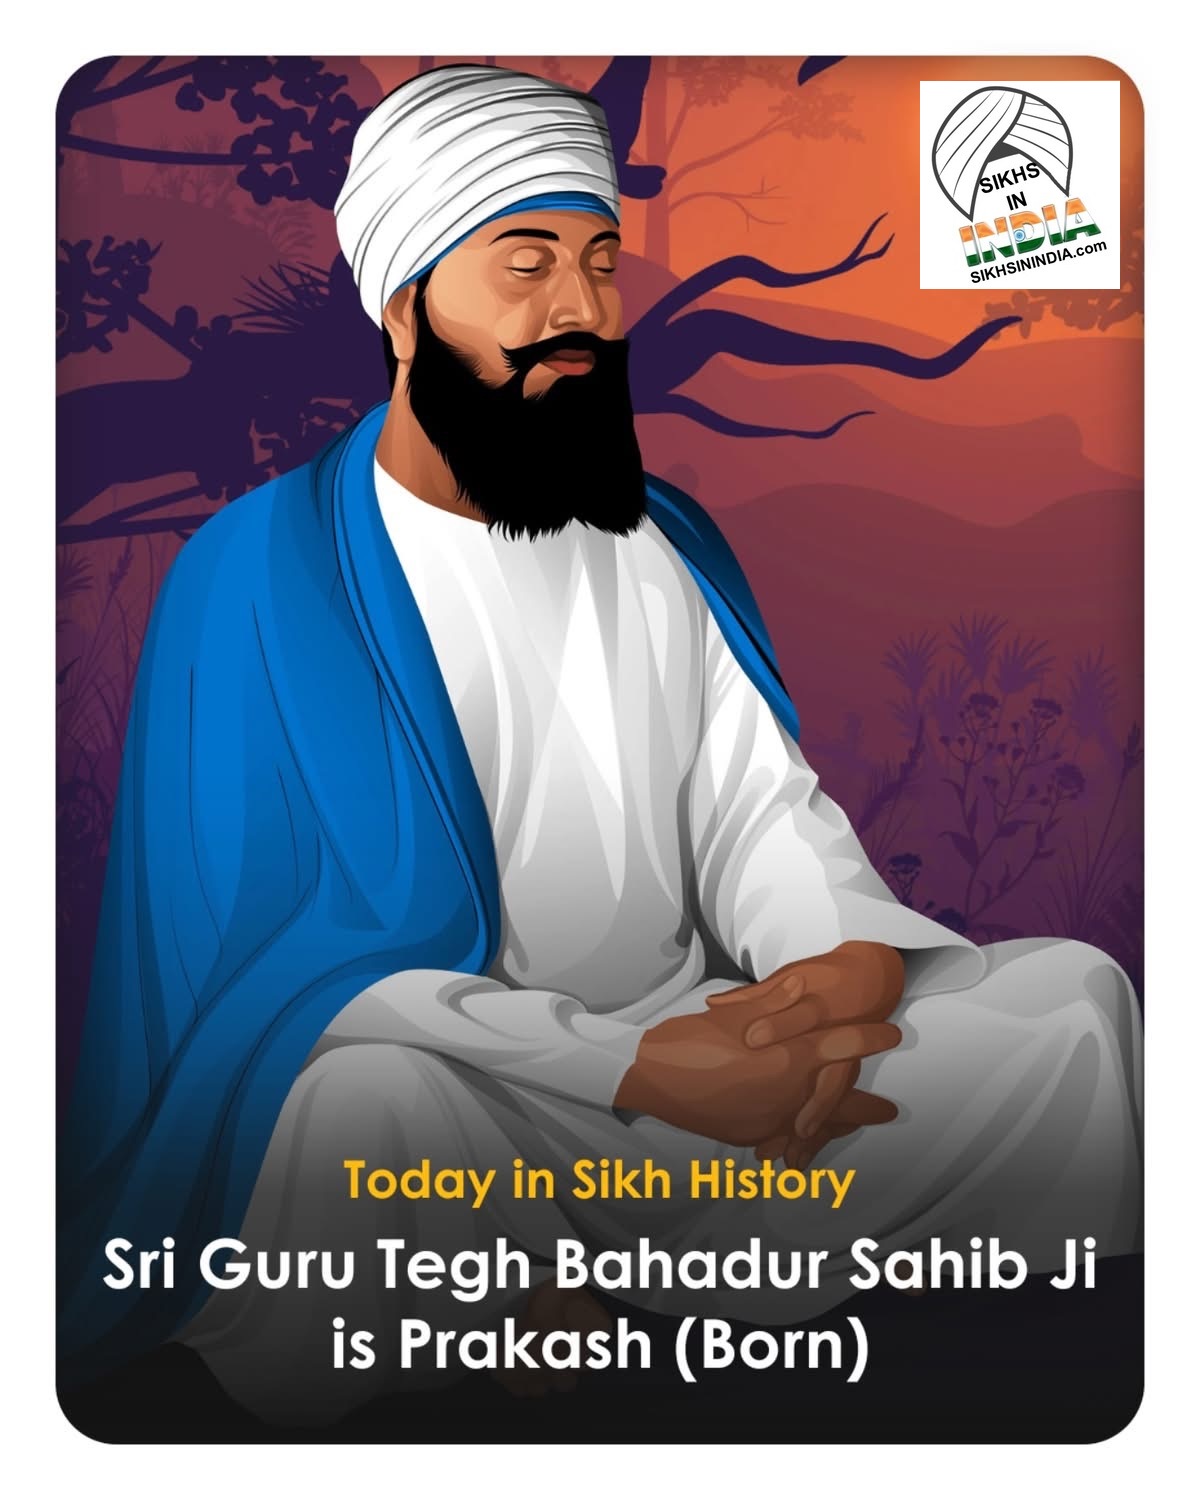 SIKHS
IN
INDIA
SIKHSININDIA.com
Today in Sikh History
Sri Guru Tegh Bahadur Sahib Ji
is Prakash (Born)